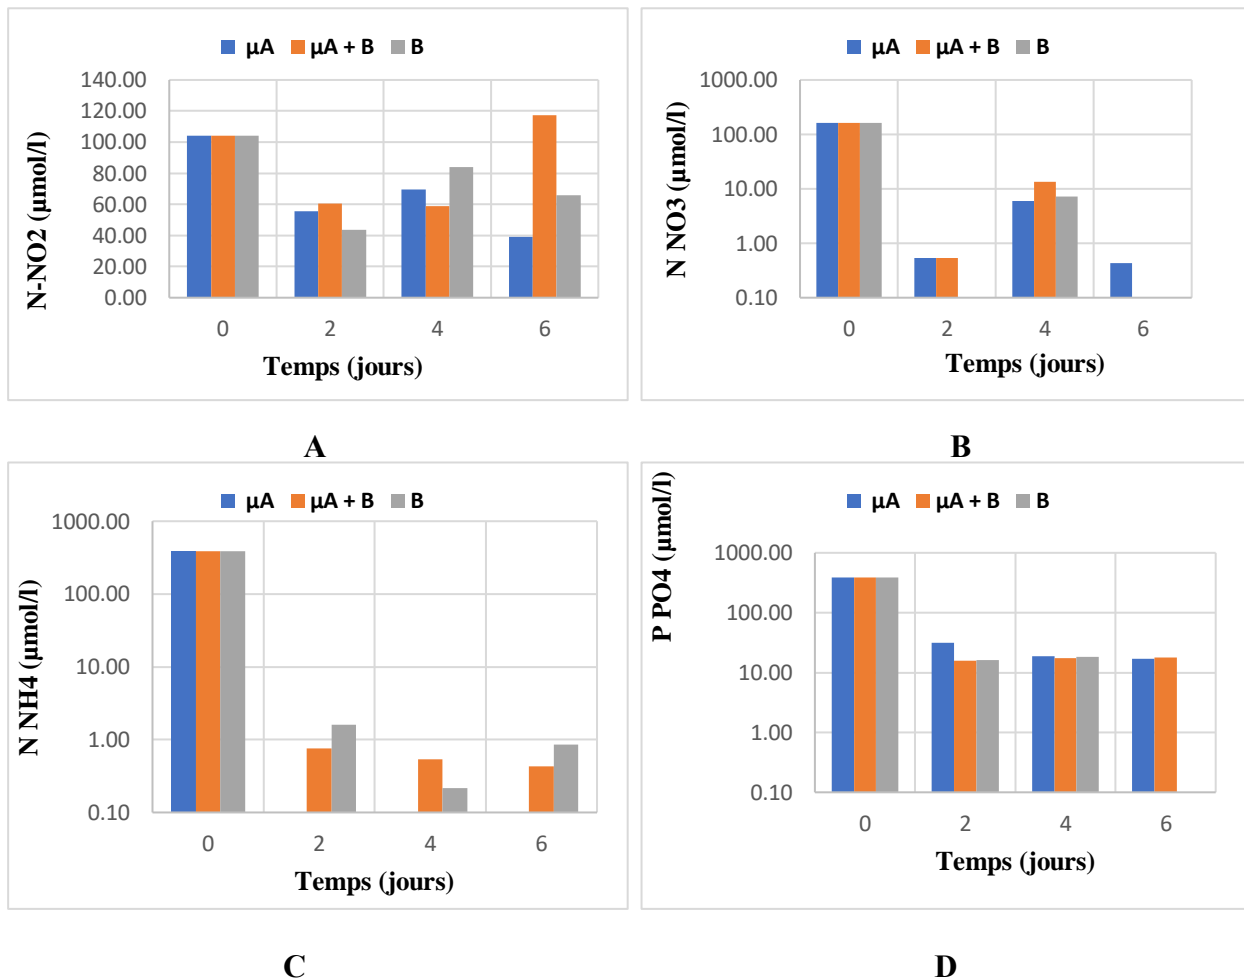 μA μA + B B
N-NO2 (μmol/l)
140.00
120.00
100.00
80.00
60.00
40.00
20.00
0.00
0 2 4 6
Temps (jours)
A
μA μA + B B
N NO3 (μmol/l)
1000.00
100.00
10.00
1.00
0.10
0 2 4 6
Temps (jours)
B
μA μA + B B
N NH4 (μmol/l)
1000.00
100.00
10.00
1.00
0.10
0 2 4 6
Temps (jours)
C
μA μA + B B
P PO4 (μmol/l)
1000.00
100.00
10.00
1.00
0.10
0 2 4 6
Temps (jours)
D